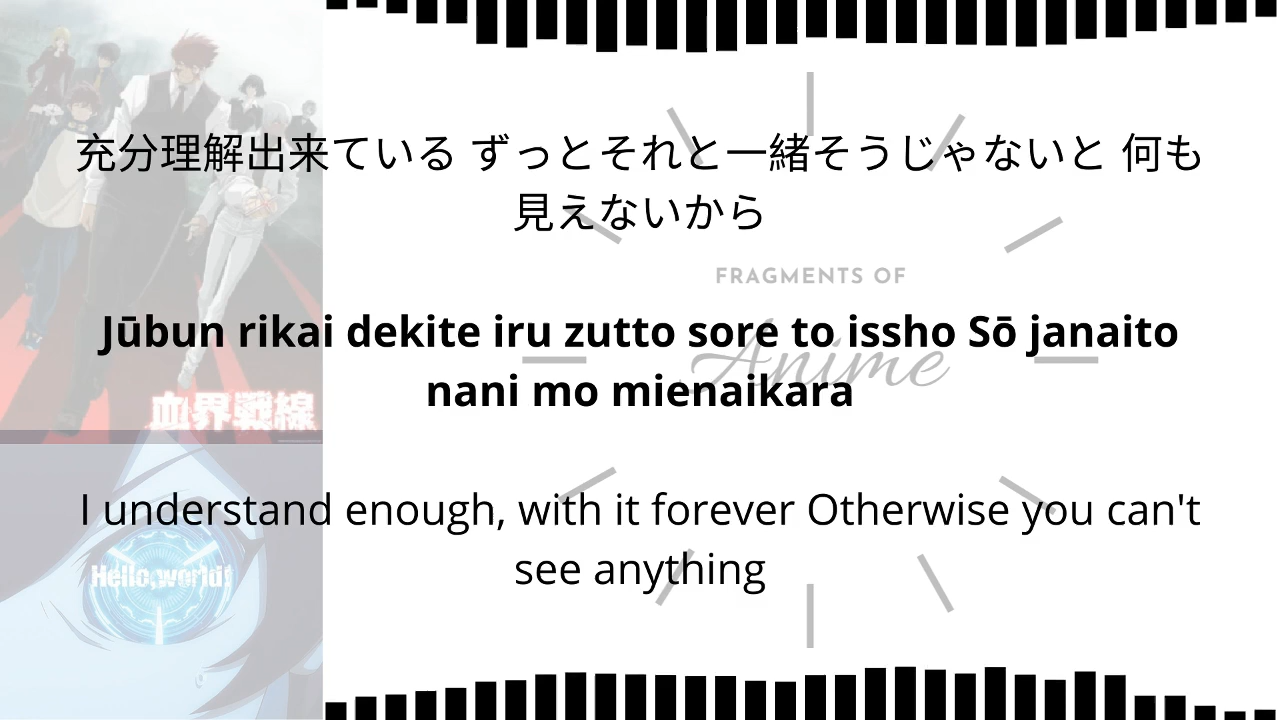 充分理解出来ている ずっとそれと一緒そうじゃないと 何も
見えないから
FRAGMENTS OF
Anime
Jūbun rikai dekite iru zutto sore to issho Sō janaito
nani mo mienaikara
血界戦線
I understand enough, with it forever Otherwise you can't
see anything
Hello,world!